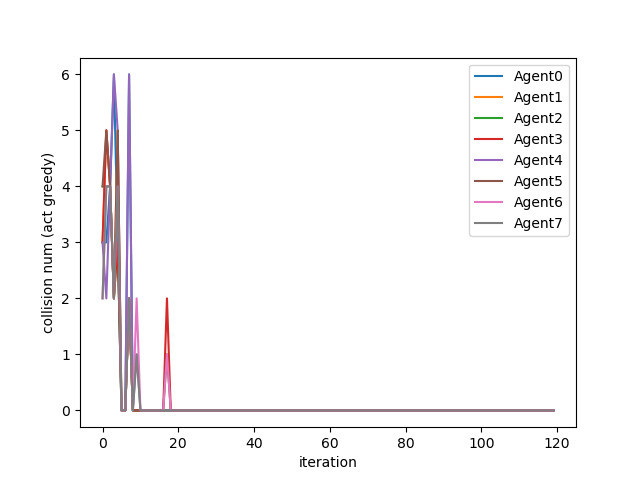 collision num (act greedy)
6
5
4
3
2
1
0
0 20 40 60 80 100 120
iteration
Agent0
Agent1
Agent2
Agent3
Agent4
Agent5
Agent6
Agent7